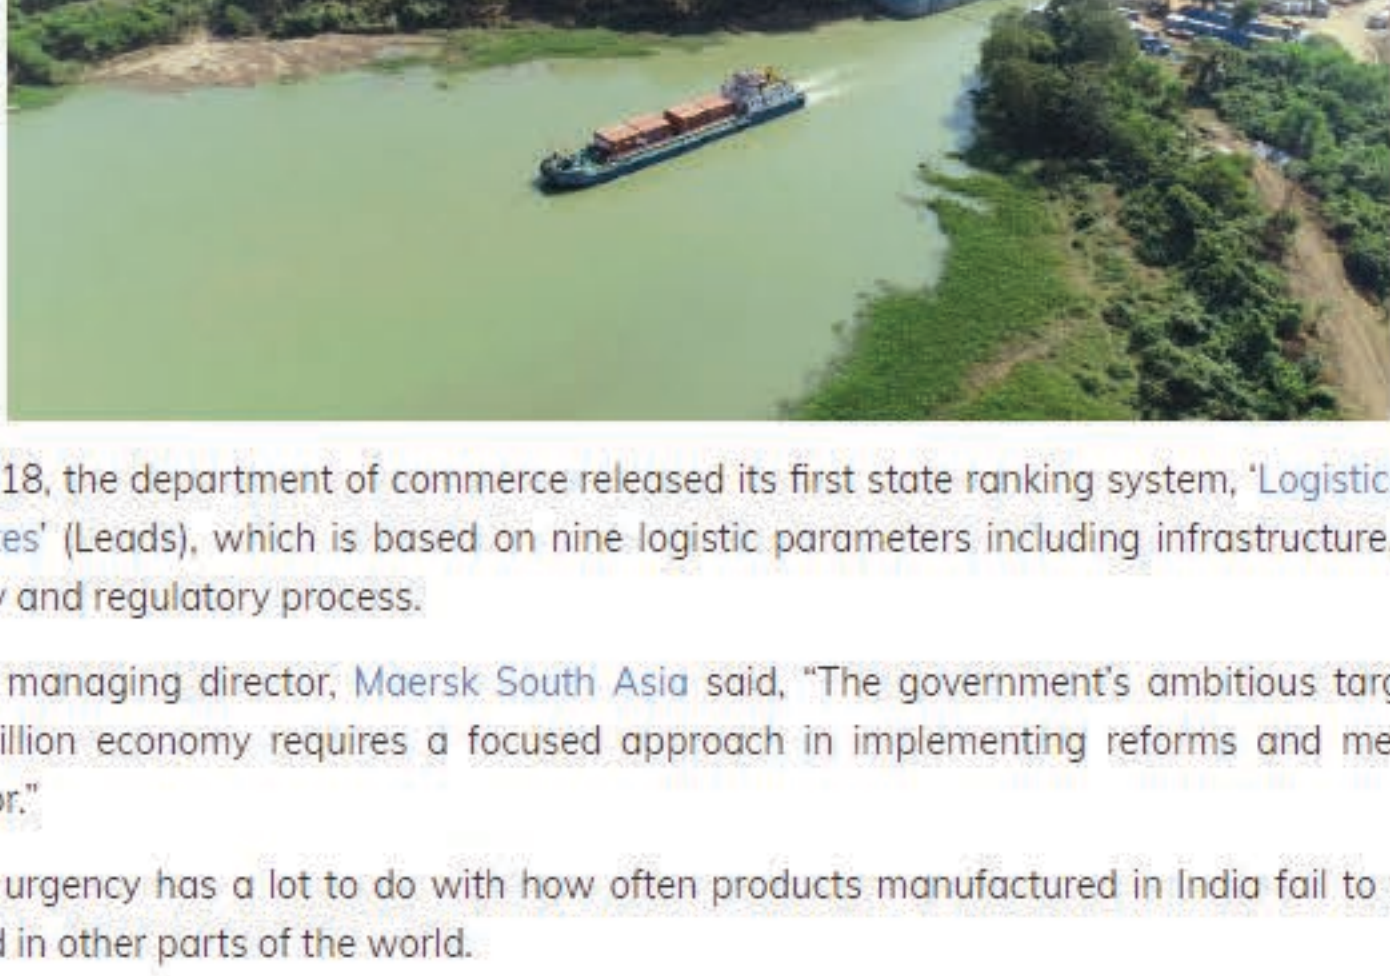 18, the department of commerce released its first state ranking system, ‘Logistic
es’ (Leads), which is based on nine logistic parameters including infrastructure
and regulatory process.
managing director, Maersk South Asia said, “The government’s ambitious targ
illion economy requires a focused approach in implementing reforms and me
or.”
urgency has a lot to do with how often products manufactured in India fail to
in other parts of the world.